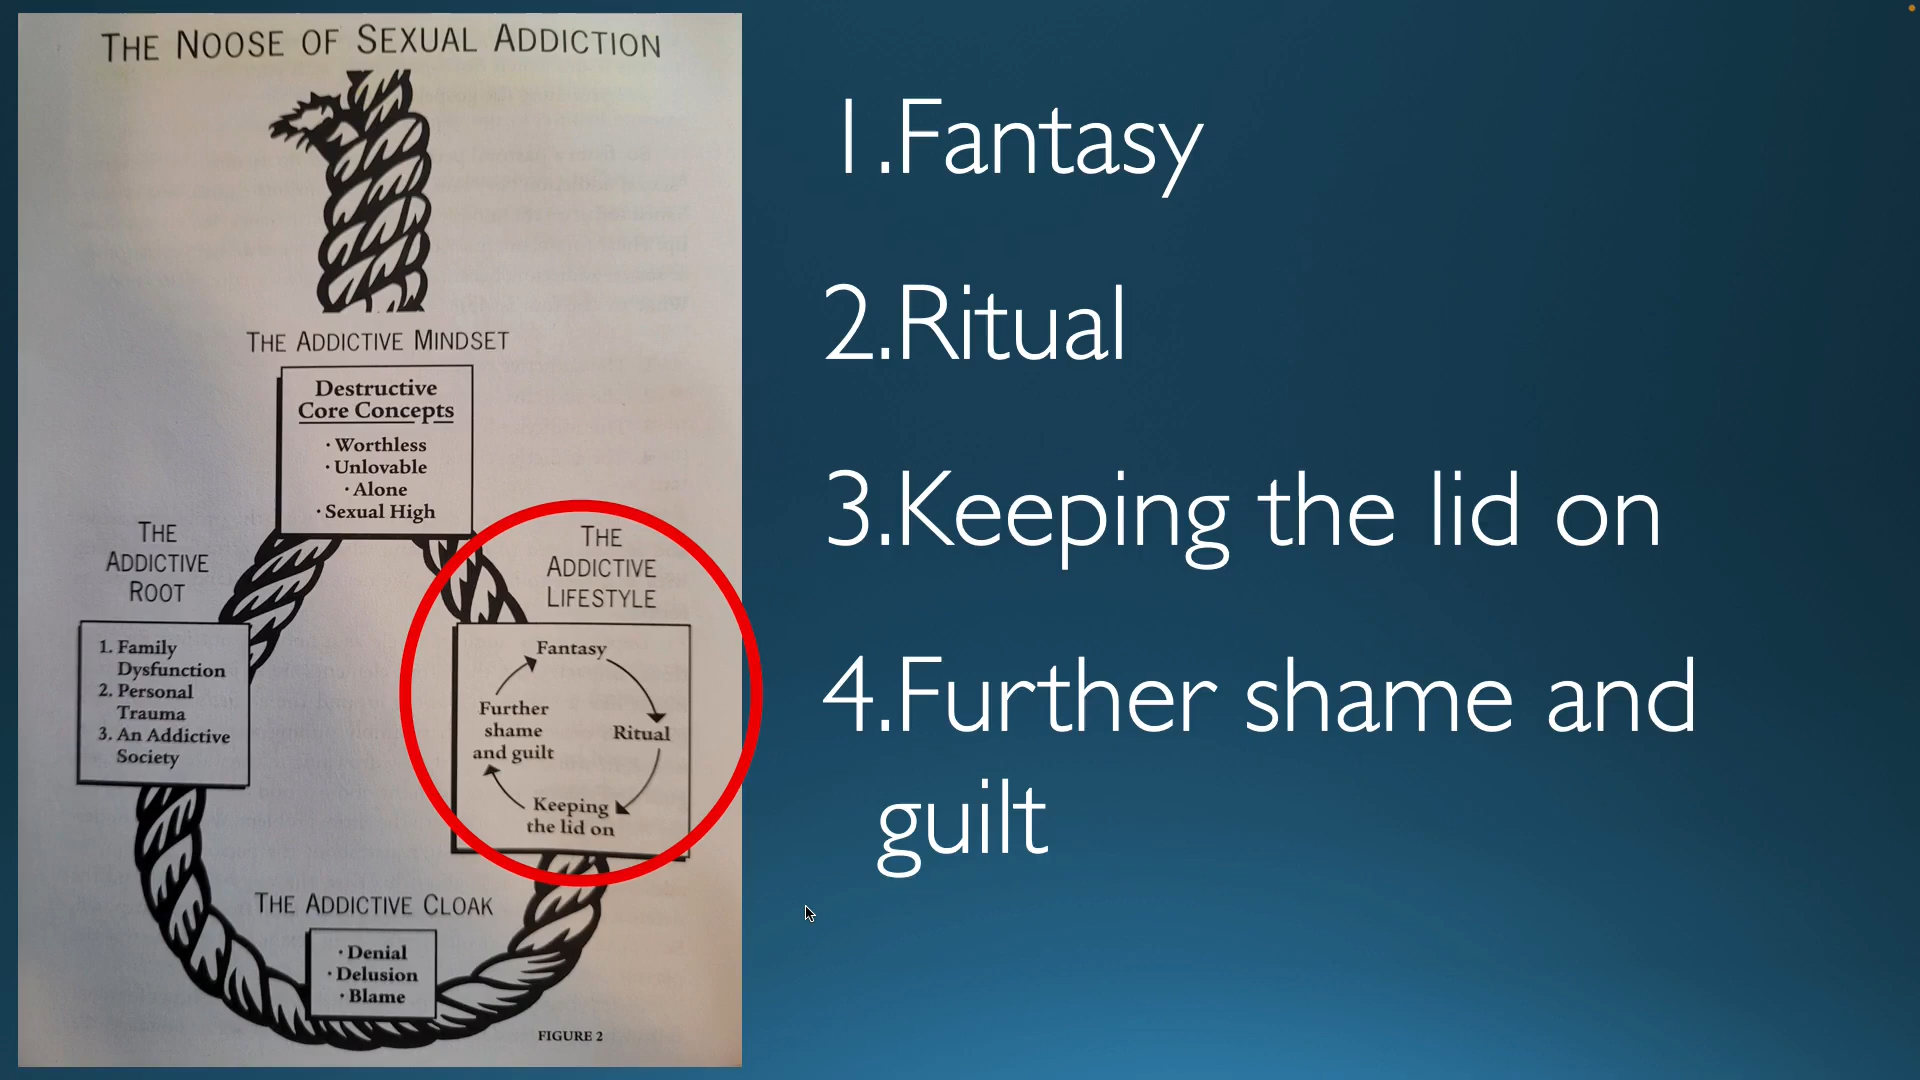 THE NOOSE OF SEXUAL ADDICTION
THE ADDICTIVE MINDSET
Destructive
Core Concepts
· Worthless
· Unlovable
· Alone
· Sexual High
THE
ADDICTIVE
ROOT
1. Family
Dysfunction
2. Personal
Trauma
3. An Addictive
Society
THE
ADDICTIVE
LIFESTYLE
Fantasy
Ritual
Keeping
the lid on
Further
shame
and guilt
THE ADDICTIVE CLOAK
· Denial
· Delusion
· Blame
FIGURE 2
1.Fantasy
2.Ritual
3.Keeping the lid on
4.Further shame and
guilt